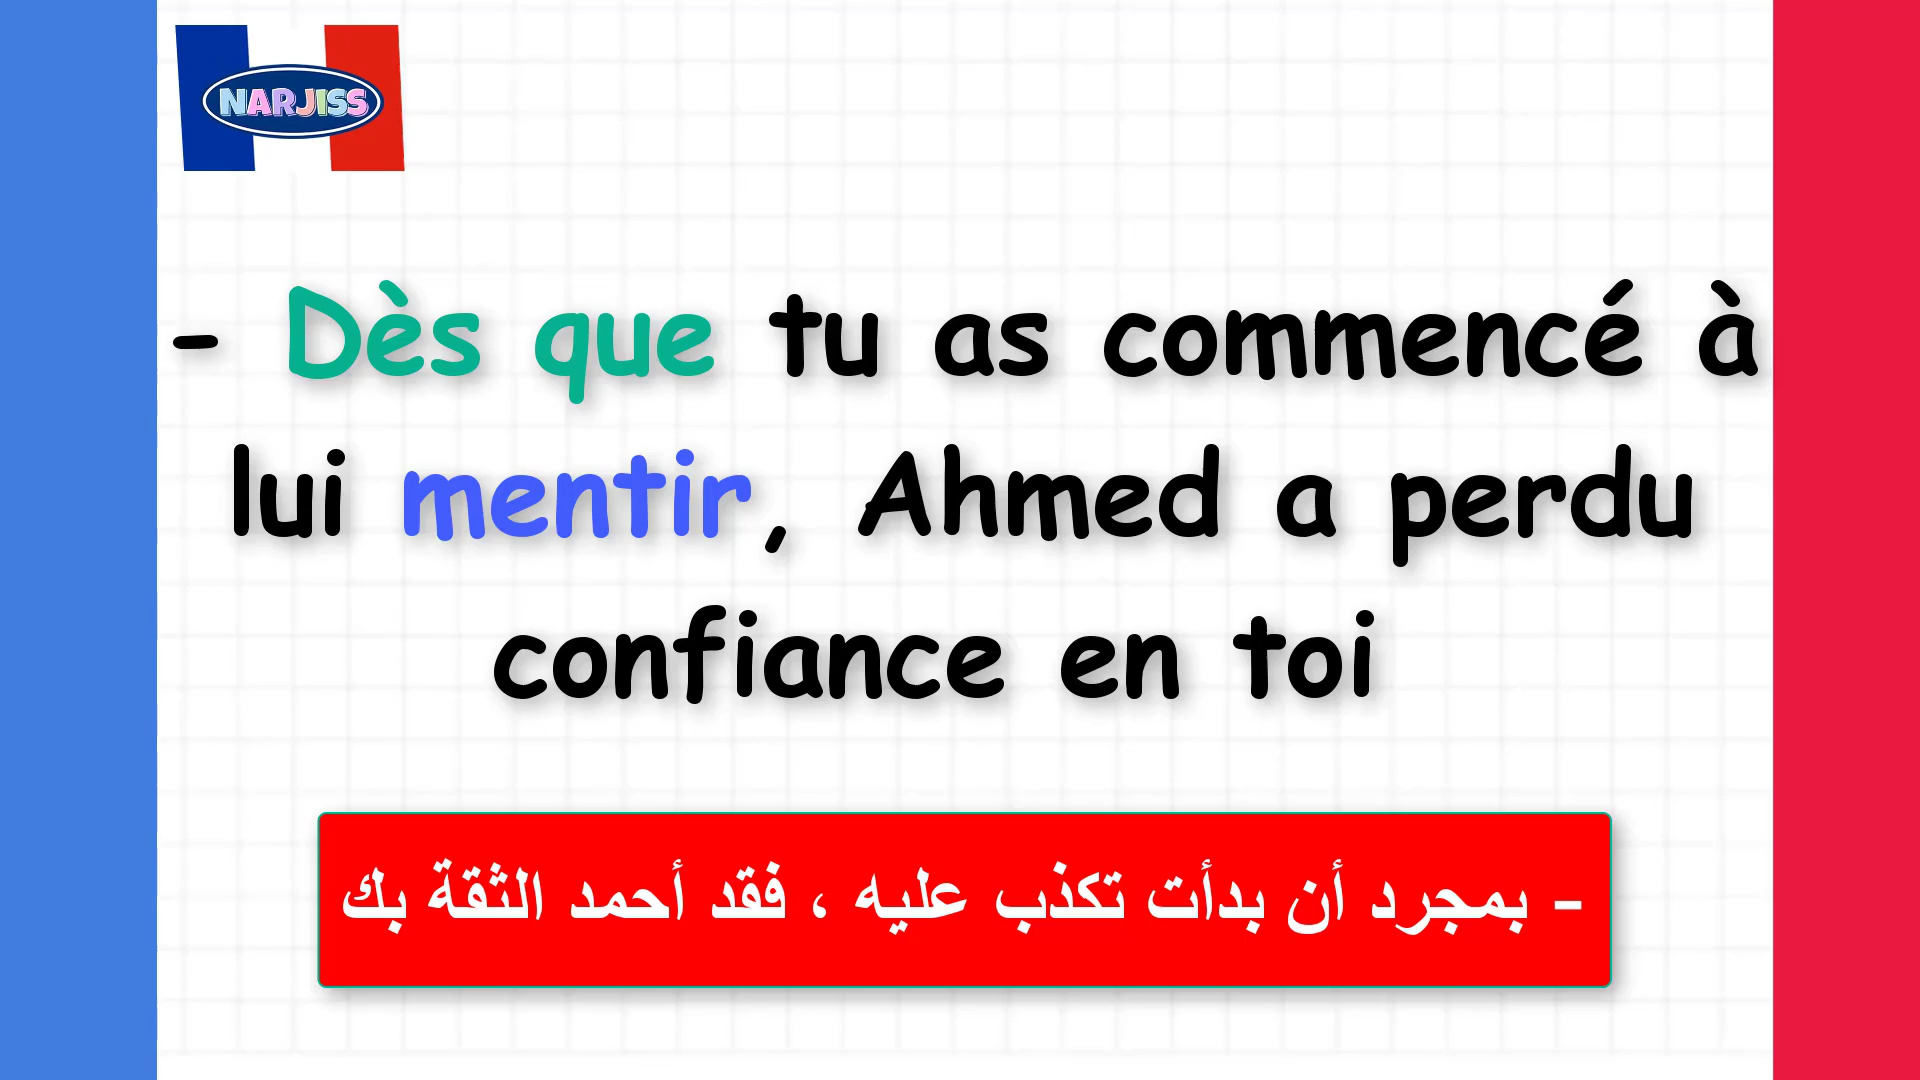 NARJISS
- Dès que tu as commencé à
lui mentir, Ahmed a perdu
confiance en toi
- بمجرد أن بدأت تكذب عليه ، فقد أحمد الثقة بك